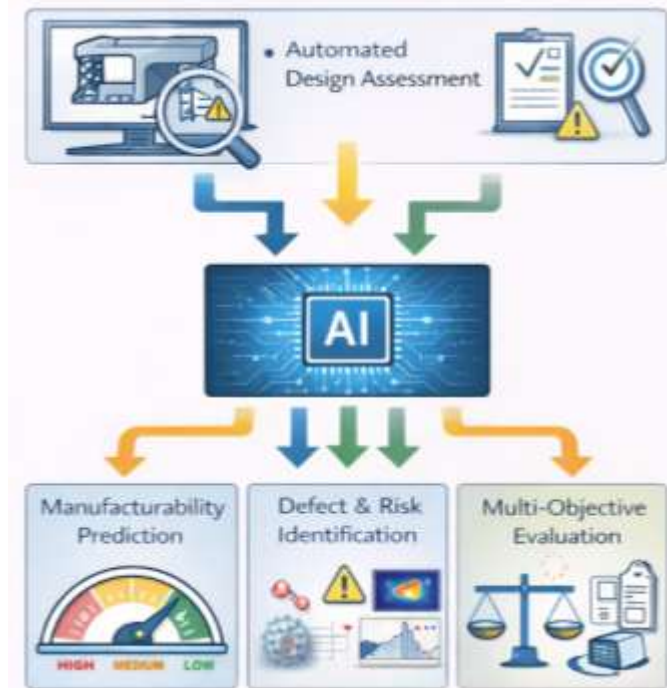 • Automated
Design Assessment
AI
Manufacturability
Prediction
Defect & Risk
Identification
Multi-Objective
Evaluation
HIGH MEDIUM LOW